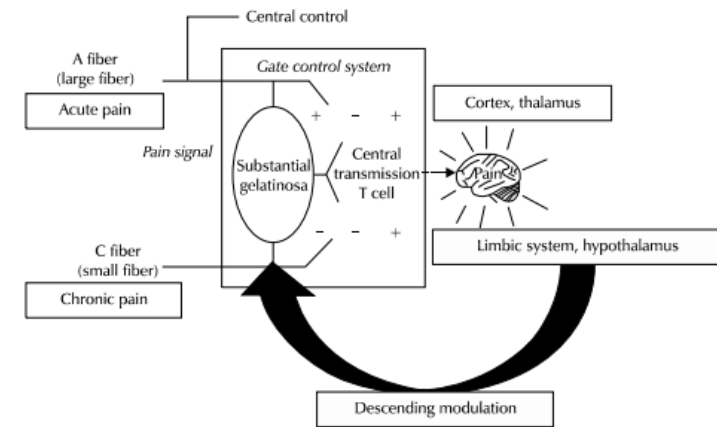 Central control
A fiber
(large fiber)
Acute pain
Gate control system
+ – +
Pain signal
Substantial
gelatinosa
Central
transmission
T cell
– – +
C fiber
(small fiber)
Chronic pain
Cortex, thalamus
Pain
Limbic system, hypothalamus
Descending modulation